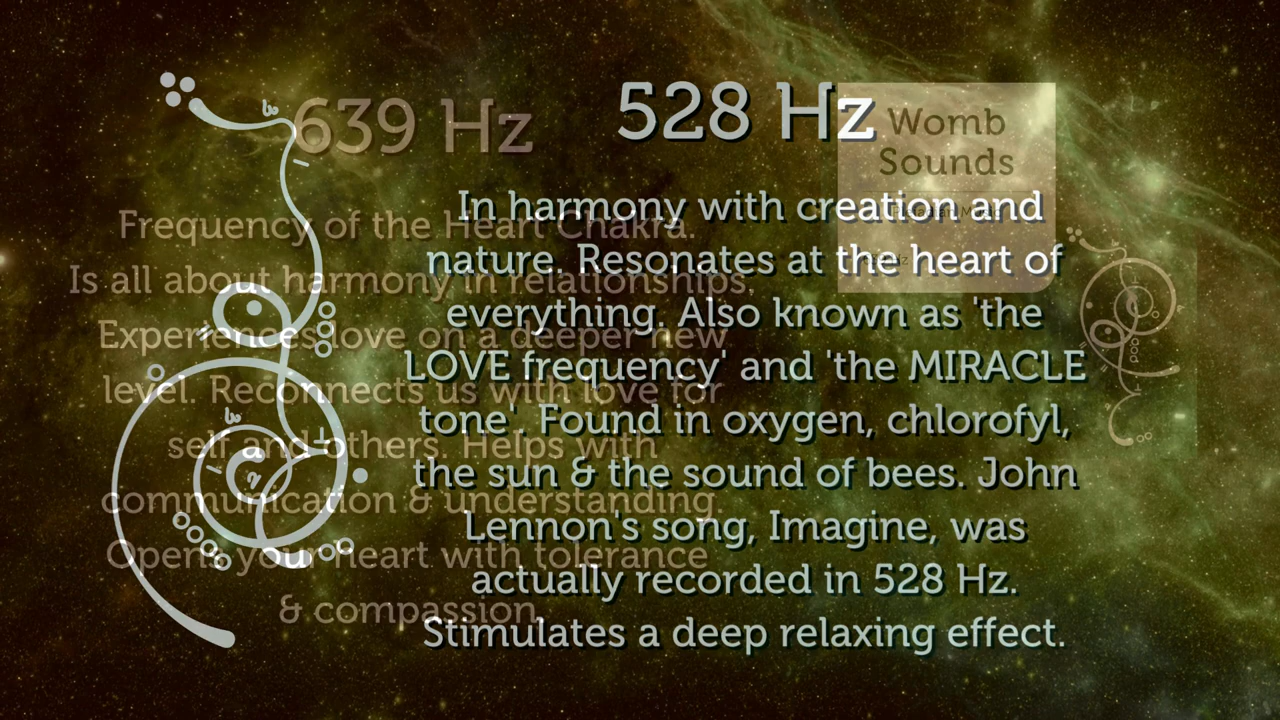 639 Hz
Frequency of the Heart Chakra.
Is all about harmony in relationships.
Experiences love on a deeper new
level. Reconnects us with love for
self and others. Helps with
communication & understanding.
Opens your heart with tolerance
& compassion.
528 Hz
In harmony with creation and
nature. Resonates at the heart of
everything. Also known as 'the
LOVE frequency' and 'the MIRACLE
tone'. Found in oxygen, chlorofyl,
the sun & the sound of bees. John
Lennon's song, Imagine, was
actually recorded in 528 Hz.
Stimulates a deep relaxing effect.
Womb
Sounds